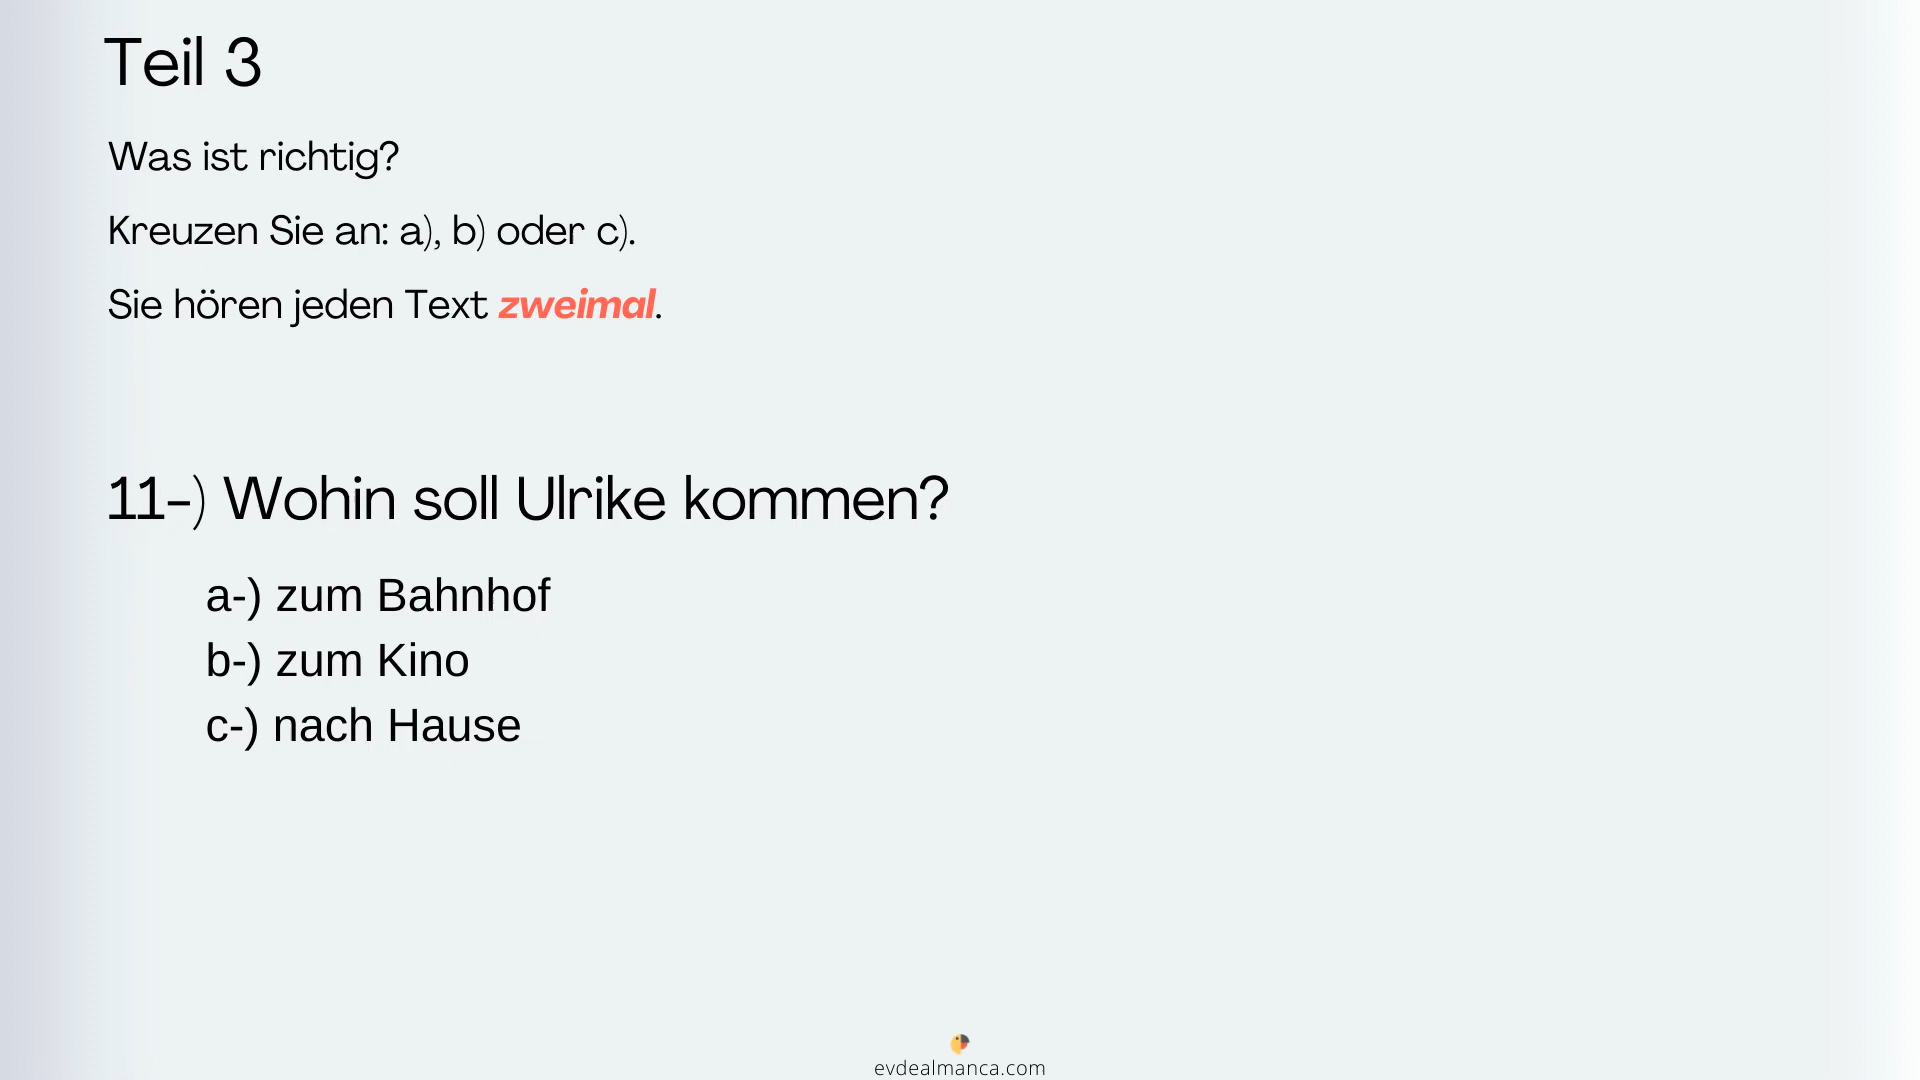 Teil 3
Was ist richtig?
Kreuzen Sie an: a), b) oder c).
Sie hören jeden Text zweimal.
11-) Wohin soll Ulrike kommen?
a-) zum Bahnhof
b-) zum Kino
c-) nach Hause
evdealmanca.com